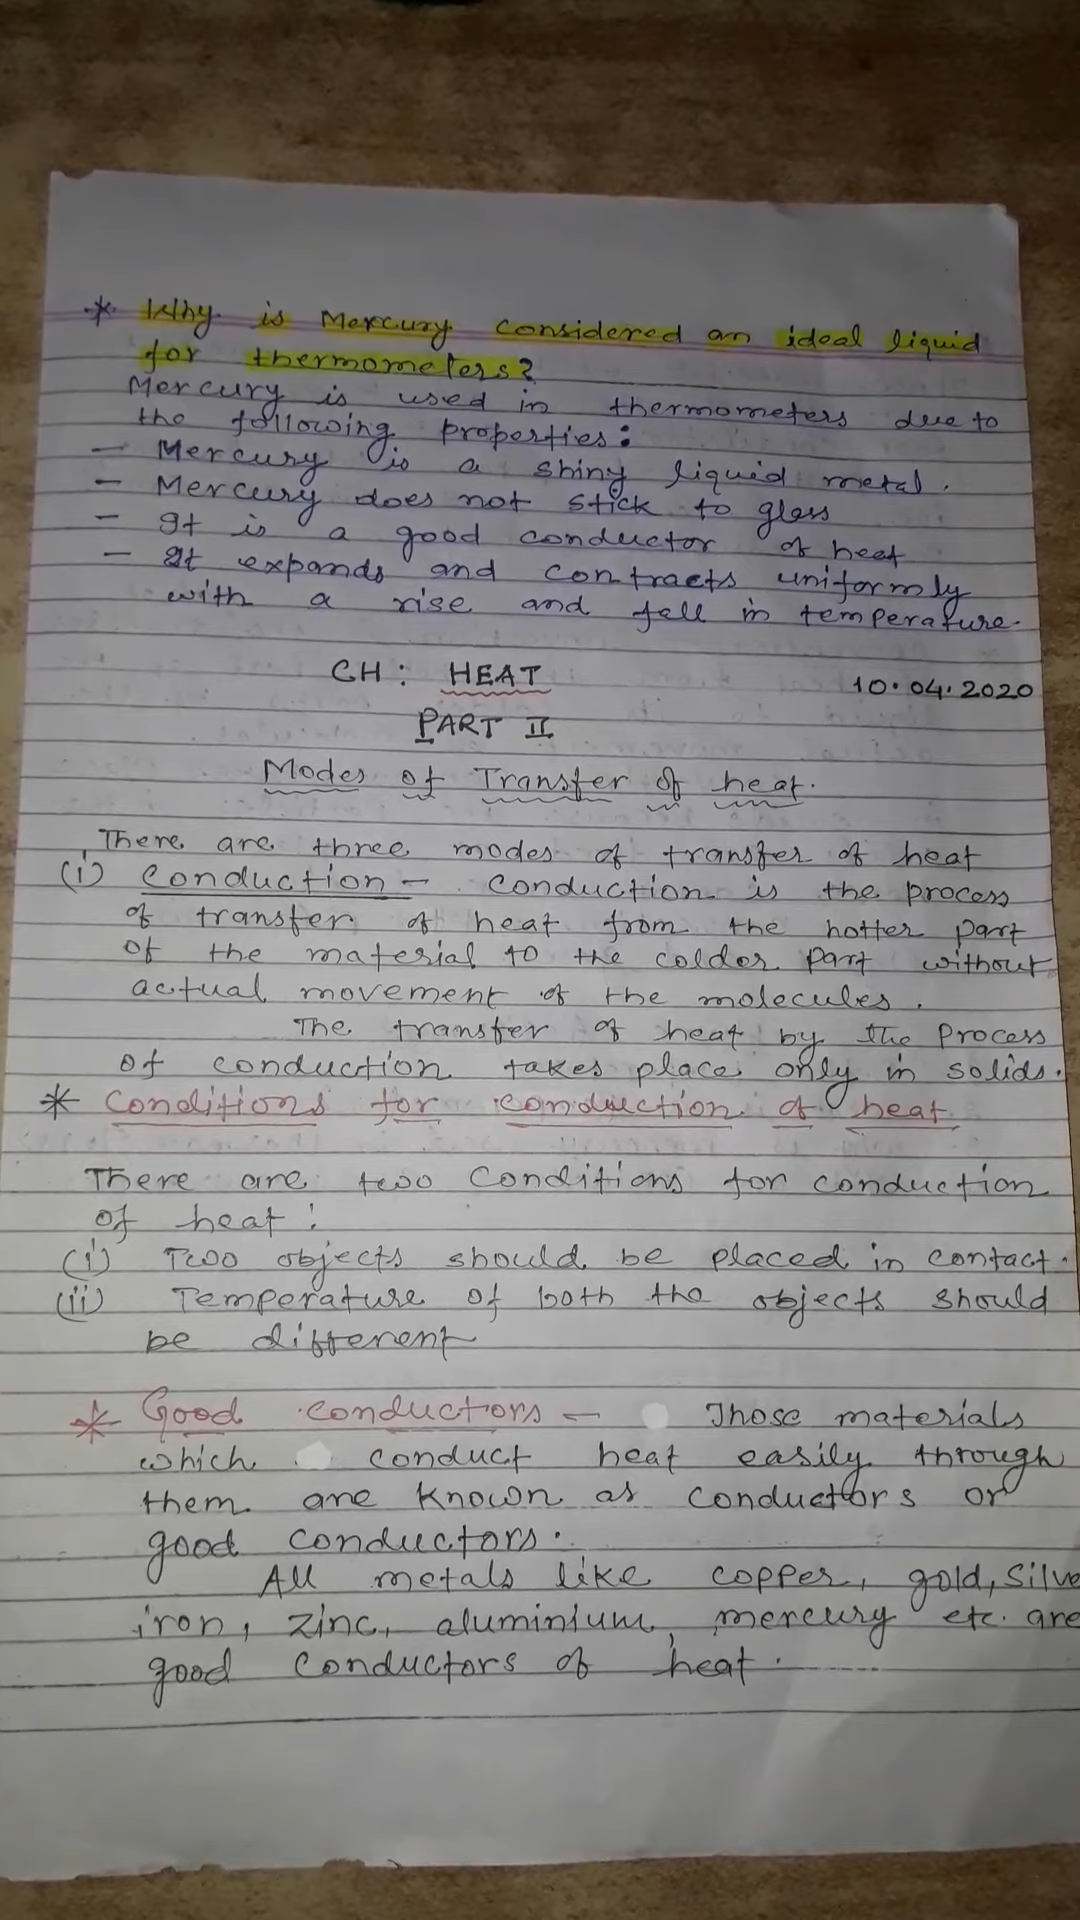 * Why is Mercury considered an ideal liquid
for thermometers?
Mercury is used in thermometers due to
the following properties:
- Mercury is a shiny liquid metal.
- Mercury does not stick to glass
- It is a good conductor of heat
- It expands and contracts uniformly
with a rise and fall in temperature.
CH: HEAT 10.04.2020
PART II
Modes of Transfer of heat.
There are three modes of transfer of heat
(i) Conduction - conduction is the process
of transfer of heat from the hotter part
of the material to the colder part without
actual movement of the molecules.
The transfer of heat by the process
of conduction takes place only in solids.
* Conditions for conduction of heat
There are two conditions for conduction
of heat:
(i) Two objects should be placed in contact.
(ii) Temperature of both the objects should
be different
* Good conductors - Those materials
which conduct heat easily through
them are known as conductors or
good conductors.
All metals like copper, gold, silve
iron, zinc, aluminium, mercury etc. are
good conductors of heat.